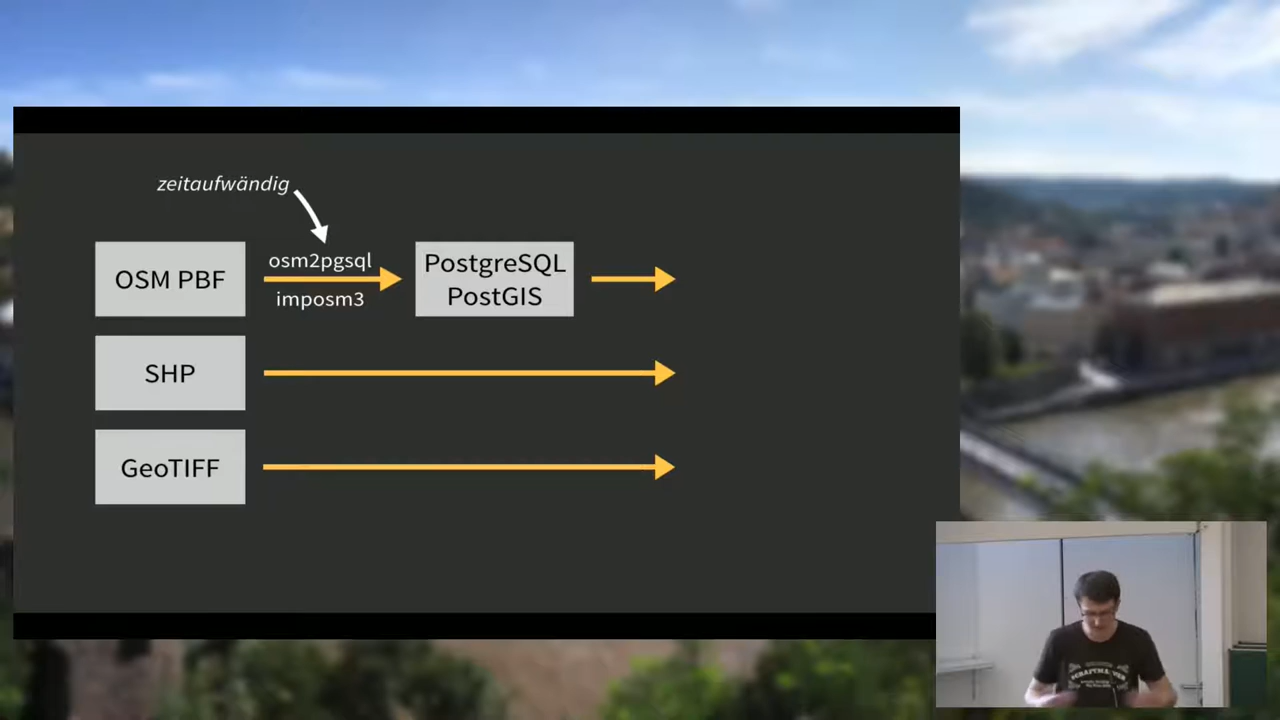 zeitaufwändig
OSM PBF
osm2pgsql
imposm3
PostgreSQL
PostGIS
SHP
GeoTIFF